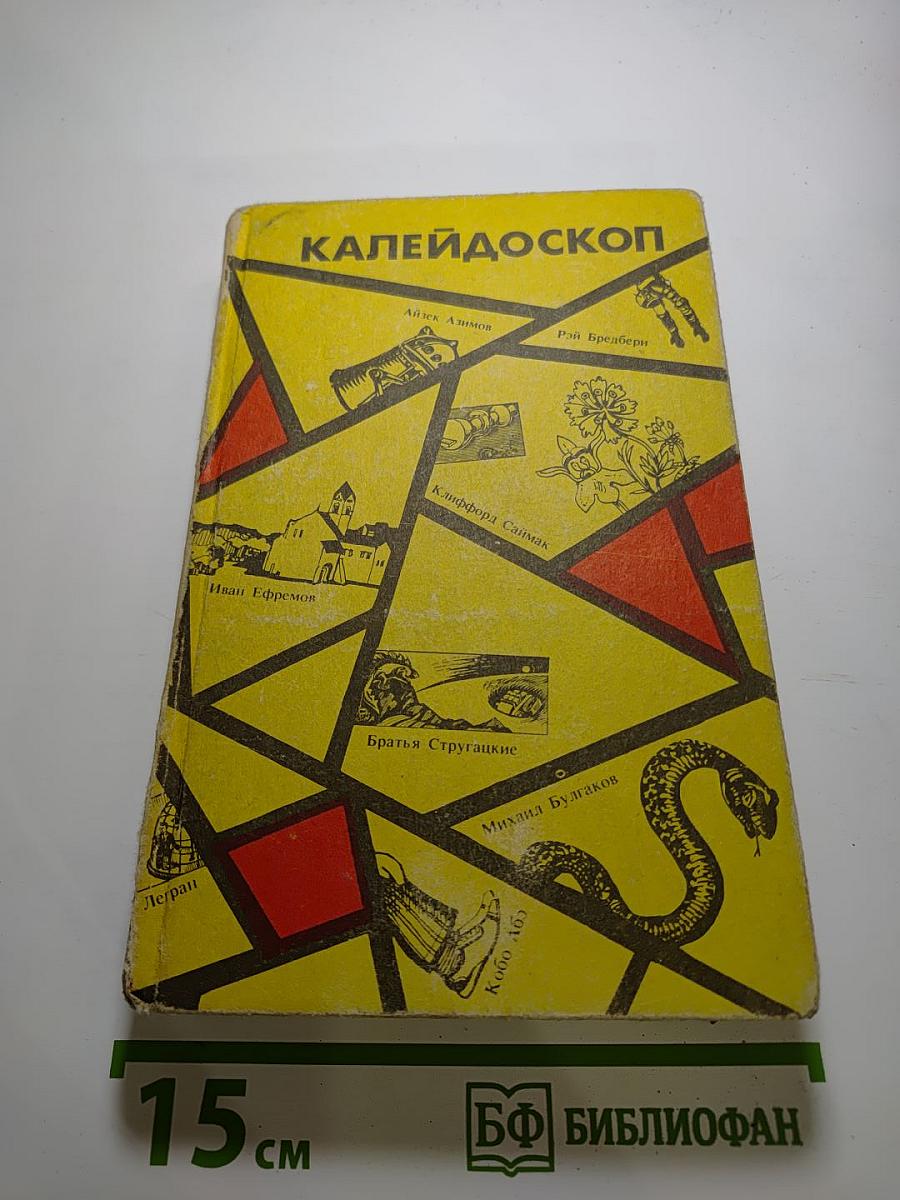 КАЛЕЙДОСКОП
Айзек Азимов
Рэй Бредбери
Клиффорд Саймак
Иван Ефремов
Братья Стругацкие
Михаил Булгаков
Легран
Кобо Абэ
15 см
БФ БИБЛИОФАН